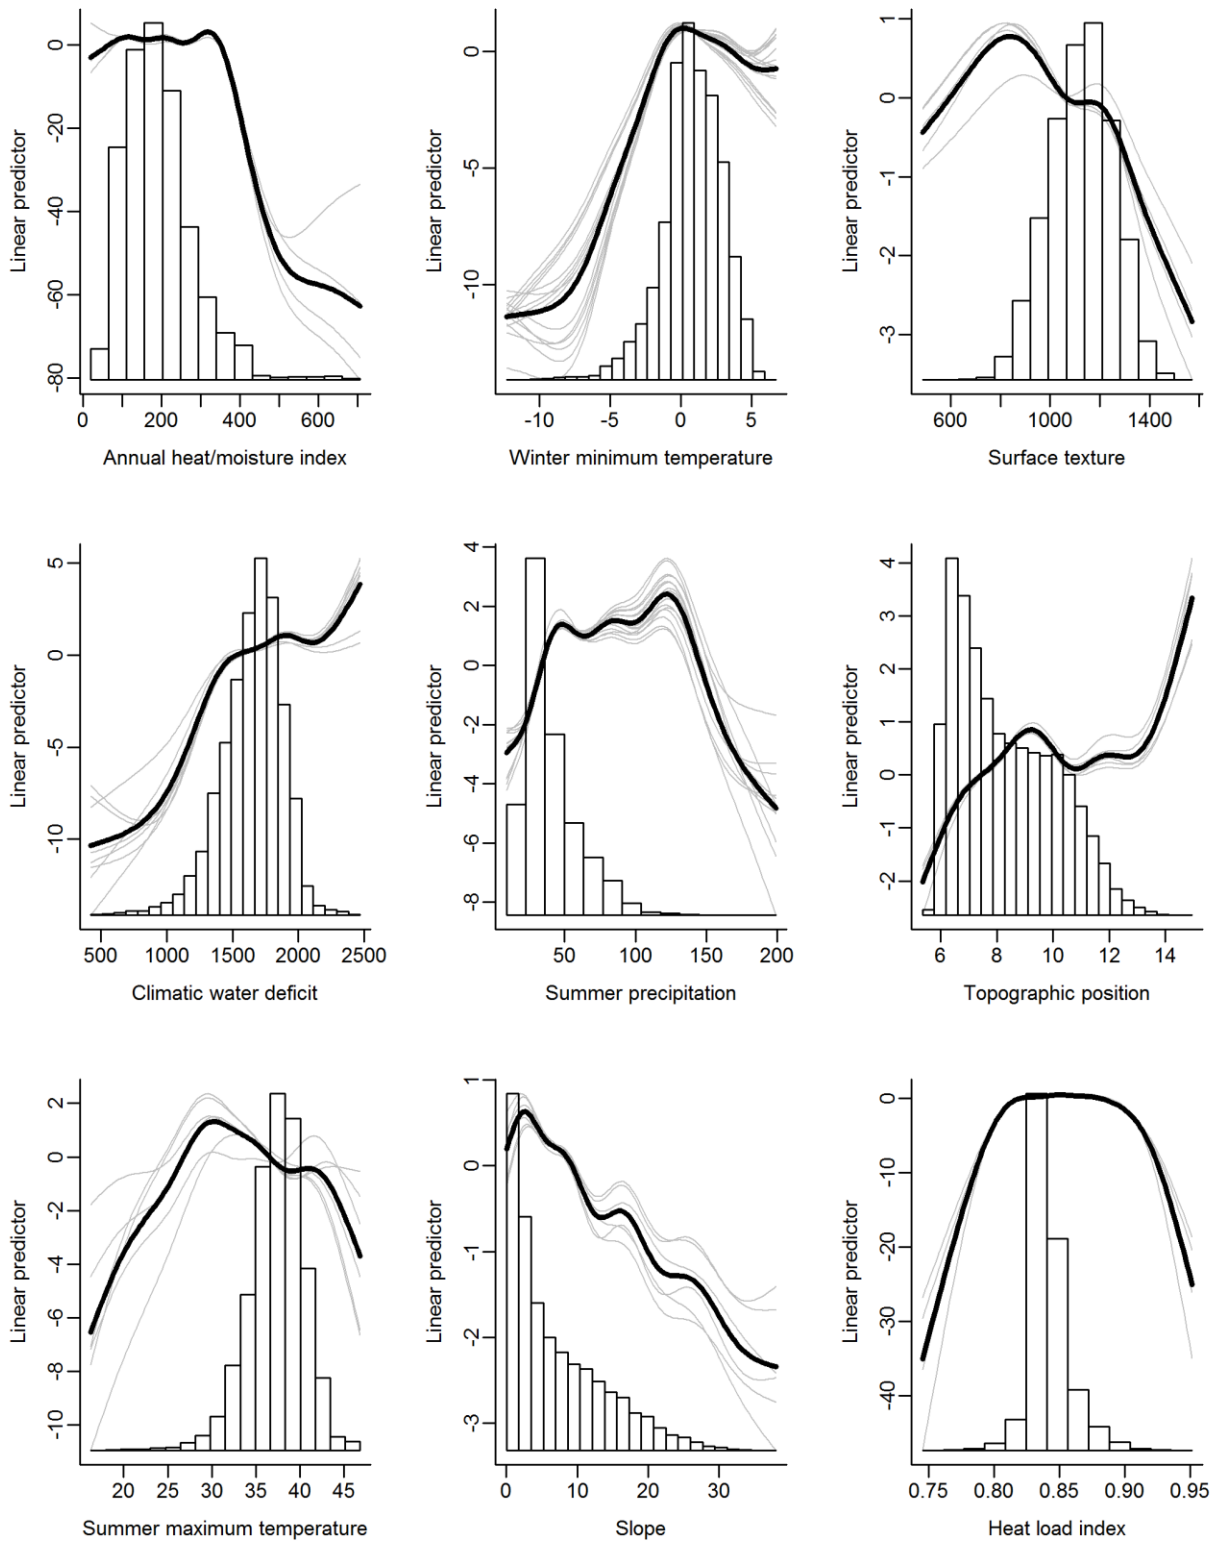 Linear predictor
0
-20
-40
-60
-80
0 200 400 600
Annual heat/moisture index
Linear predictor
0
-5
-10
-10 -5 0 5
Winter minimum temperature
Linear predictor
1
0
-1
-2
-3
600 1000 1400
Surface texture
Linear predictor
5
0
-5
-10
500 1000 1500 2000 2500
Climatic water deficit
Linear predictor
4
2
0
-2
-4
-6
-8
50 100 150 200
Summer precipitation
Linear predictor
4
3
2
1
0
-1
-2
6 8 10 12 14
Topographic position
Linear predictor
2
0
-2
-4
-6
-8
-10
20 25 30 35 40 45
Summer maximum temperature
Linear predictor
1
0
-1
-2
-3
0 10 20 30
Slope
Linear predictor
0
-10
-20
-30
-40
0.75 0.80 0.85 0.90 0.95
Heat load index